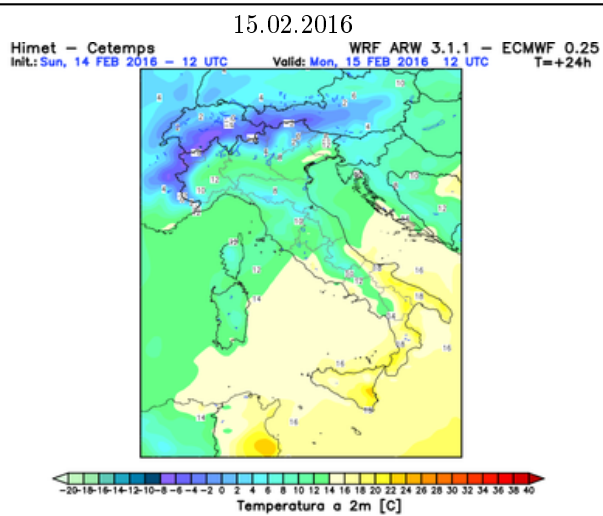 15.02.2016
Himet - Cetemps WRF ARW 3.1.1 - ECMWF 0.25
Init.: Sun, 14 FEB 2016 - 12 UTC Valid: Mon, 15 FEB 2016 12 UTC T=+24h
-20-18-16-14-12-10-8 -6 -4 -2 0 2 4 6 8 10 12 14 16 18 20 22 24 26 28 30 32 34 36 38 40
Temperatura a 2m [C]